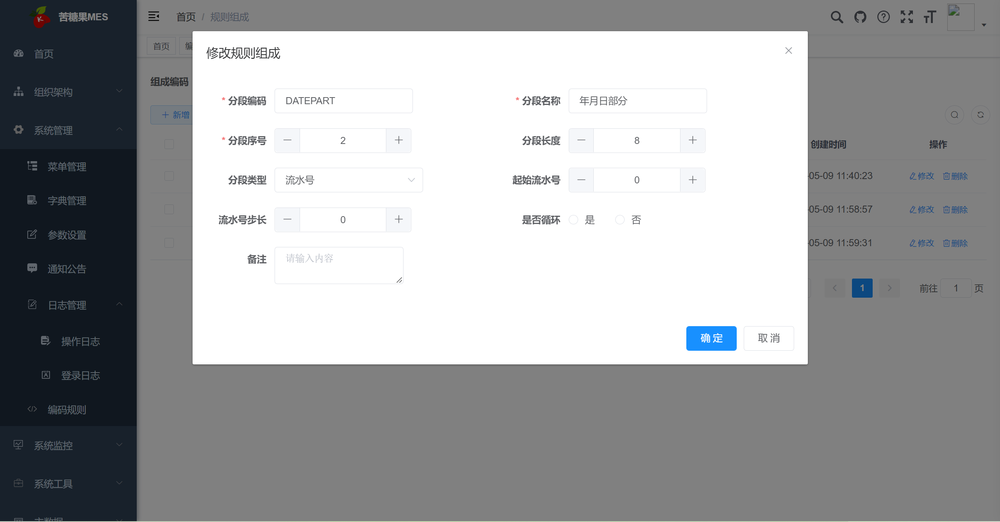 苦糖果MES
首页 / 规则组成
首页
首页
组织架构
系统管理
菜单管理
字典管理
参数设置
通知公告
日志管理
操作日志
登录日志
编码规则
系统监控
系统工具
主数据
组成编码
+ 新增
修改规则组成
* 分段编码 DATEPART
* 分段名称 年月日部分
* 分段序号 2
分段长度 8
分段类型 流水号
起始流水号 0
流水号步长 0
是否循环 是 否
备注 请输入内容
确 定 取 消
创建时间 操作
-05-09 11:40:23 修改 删除
-05-09 11:58:57 修改 删除
-05-09 11:59:31 修改 删除
1 前往 1 页